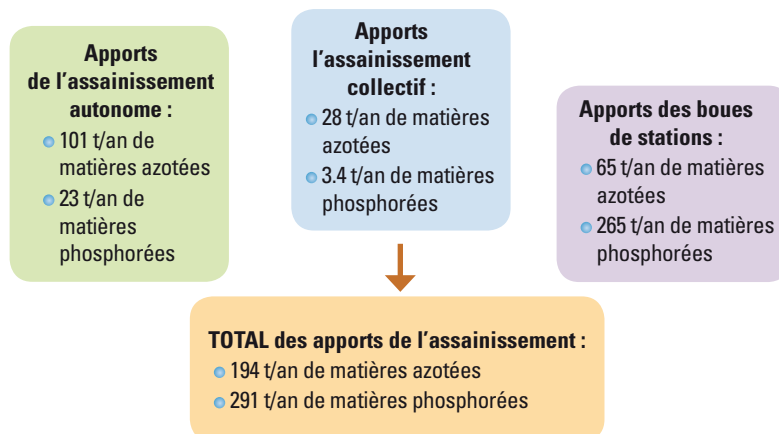 Apports
de l'assainissement
autonome :
101 t/an de
matières azotées
23 t/an de
matières
phosphorées
Apports
l'assainissement
collectif :
28 t/an de matières
azotées
3.4 t/an de matières
phosphorées
Apports des boues
de stations :
65 t/an de matières
azotées
265 t/an de matières
phosphorées
TOTAL des apports de l'assainissement :
194 t/an de matières azotées
291 t/an de matières phosphorées